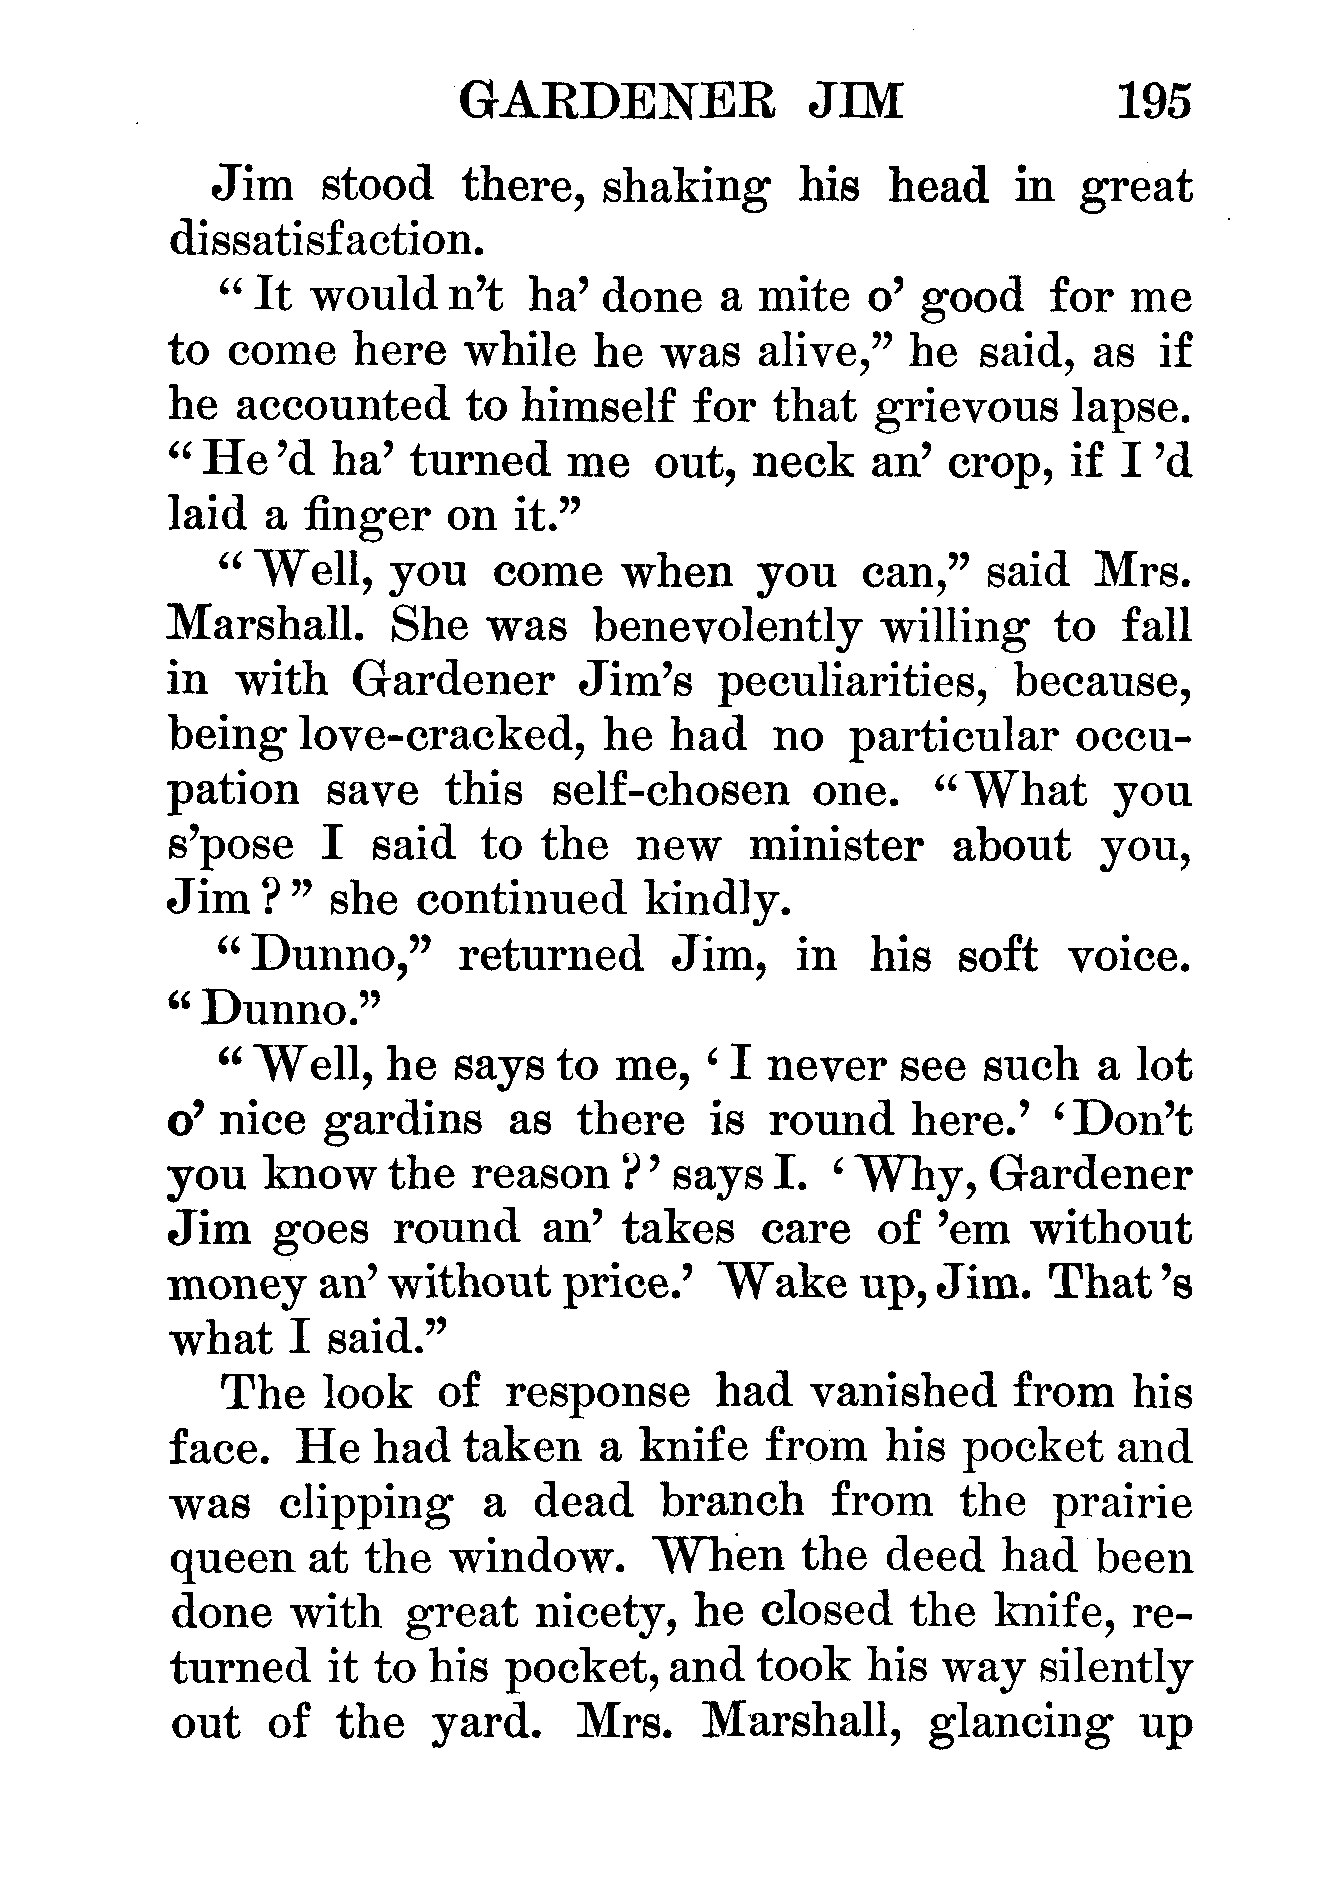 GARDENER JIM 195
Jim stood there, shaking his head in great
dissatisfaction.
“ It would n’t ha’ done a mite o’ good for me
to come here while he was alive,” he said, as if
he accounted to himself for that grievous lapse.
“ He ’d ha’ turned me out, neck an’ crop, if I ’d
laid a finger on it.”
“ Well, you come when you can,” said Mrs.
Marshall. She was benevolently willing to fall
in with Gardener Jim’s peculiarities, because,
being love-cracked, he had no particular occu-
pation save this self-chosen one. “ What you
s’pose I said to the new minister about you,
Jim ? ” she continued kindly.
“ Dunno,” returned Jim, in his soft voice.
“ Dunno.”
“ Well, he says to me, ‘ I never see such a lot
o’ nice gardins as there is round here.’ ‘ Don’t
you know the reason ? ’ says I. ‘ Why, Gardener
Jim goes round an’ takes care of ’em without
money an’ without price.’ Wake up, Jim. That ’s
what I said.”
The look of response had vanished from his
face. He had taken a knife from his pocket and
was clipping a dead branch from the prairie
queen at the window. When the deed had been
done with great nicety, he closed the knife, re-
turned it to his pocket, and took his way silently
out of the yard. Mrs. Marshall, glancing up